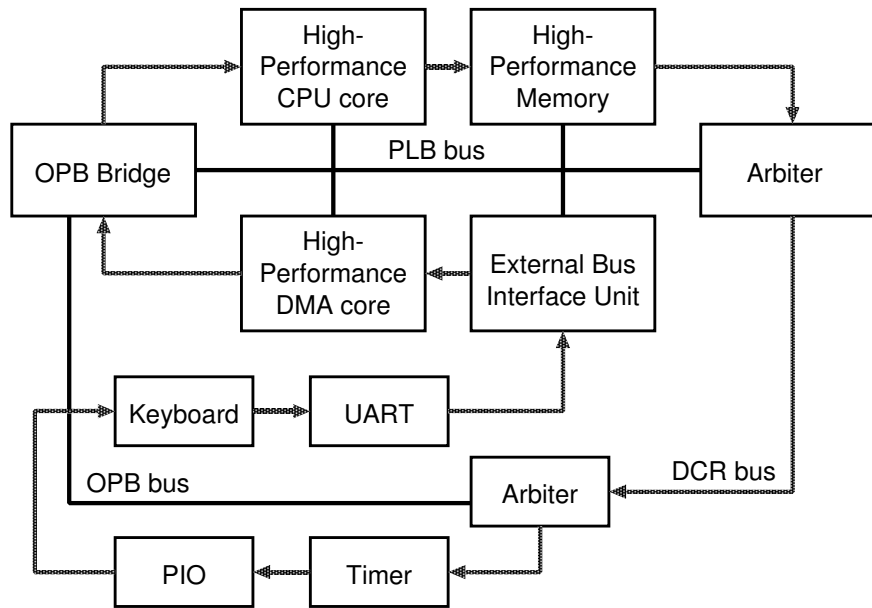 High-
Performance
CPU core
High-
Performance
Memory
OPB Bridge
PLB bus
Arbiter
High-
Performance
DMA core
External Bus
Interface Unit
Keyboard
UART
OPB bus
Arbiter
DCR bus
PIO
Timer